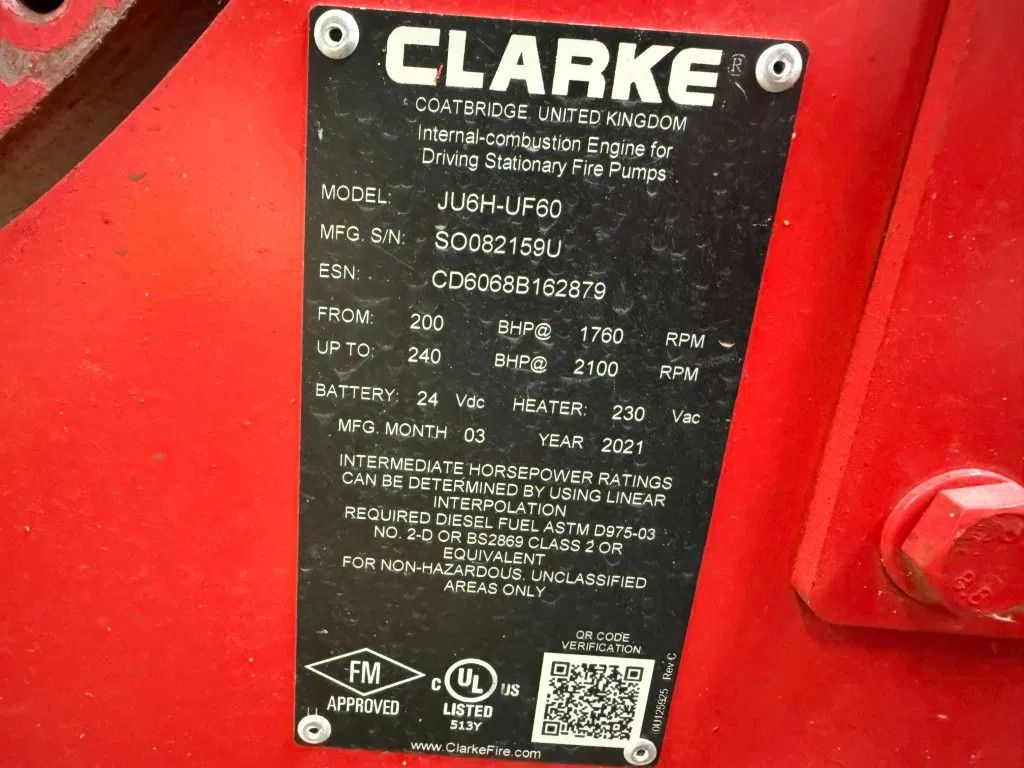 CLARKE®
COATBRIDGE, UNITED KINGDOM
Internal-combustion Engine for
Driving Stationary Fire Pumps
MODEL: JU6H-UF60
MFG. S/N: SO082159U
ESN: CD6068B162879
FROM: 200 BHP@ 1760 RPM
UP TO: 240 BHP@ 2100 RPM
BATTERY: 24 Vdc HEATER: 230 Vac
MFG. MONTH 03 YEAR 2021
INTERMEDIATE HORSEPOWER RATINGS
CAN BE DETERMINED BY USING LINEAR
INTERPOLATION
REQUIRED DIESEL FUEL ASTM D975-03
NO. 2-D OR BS2869 CLASS 2 OR
EQUIVALENT
FOR NON-HAZARDOUS, UNCLASSIFIED
AREAS ONLY
QR CODE
VERIFICATION
FM
APPROVED
C UL US
LISTED
513Y
Rev C
www.ClarkeFire.com